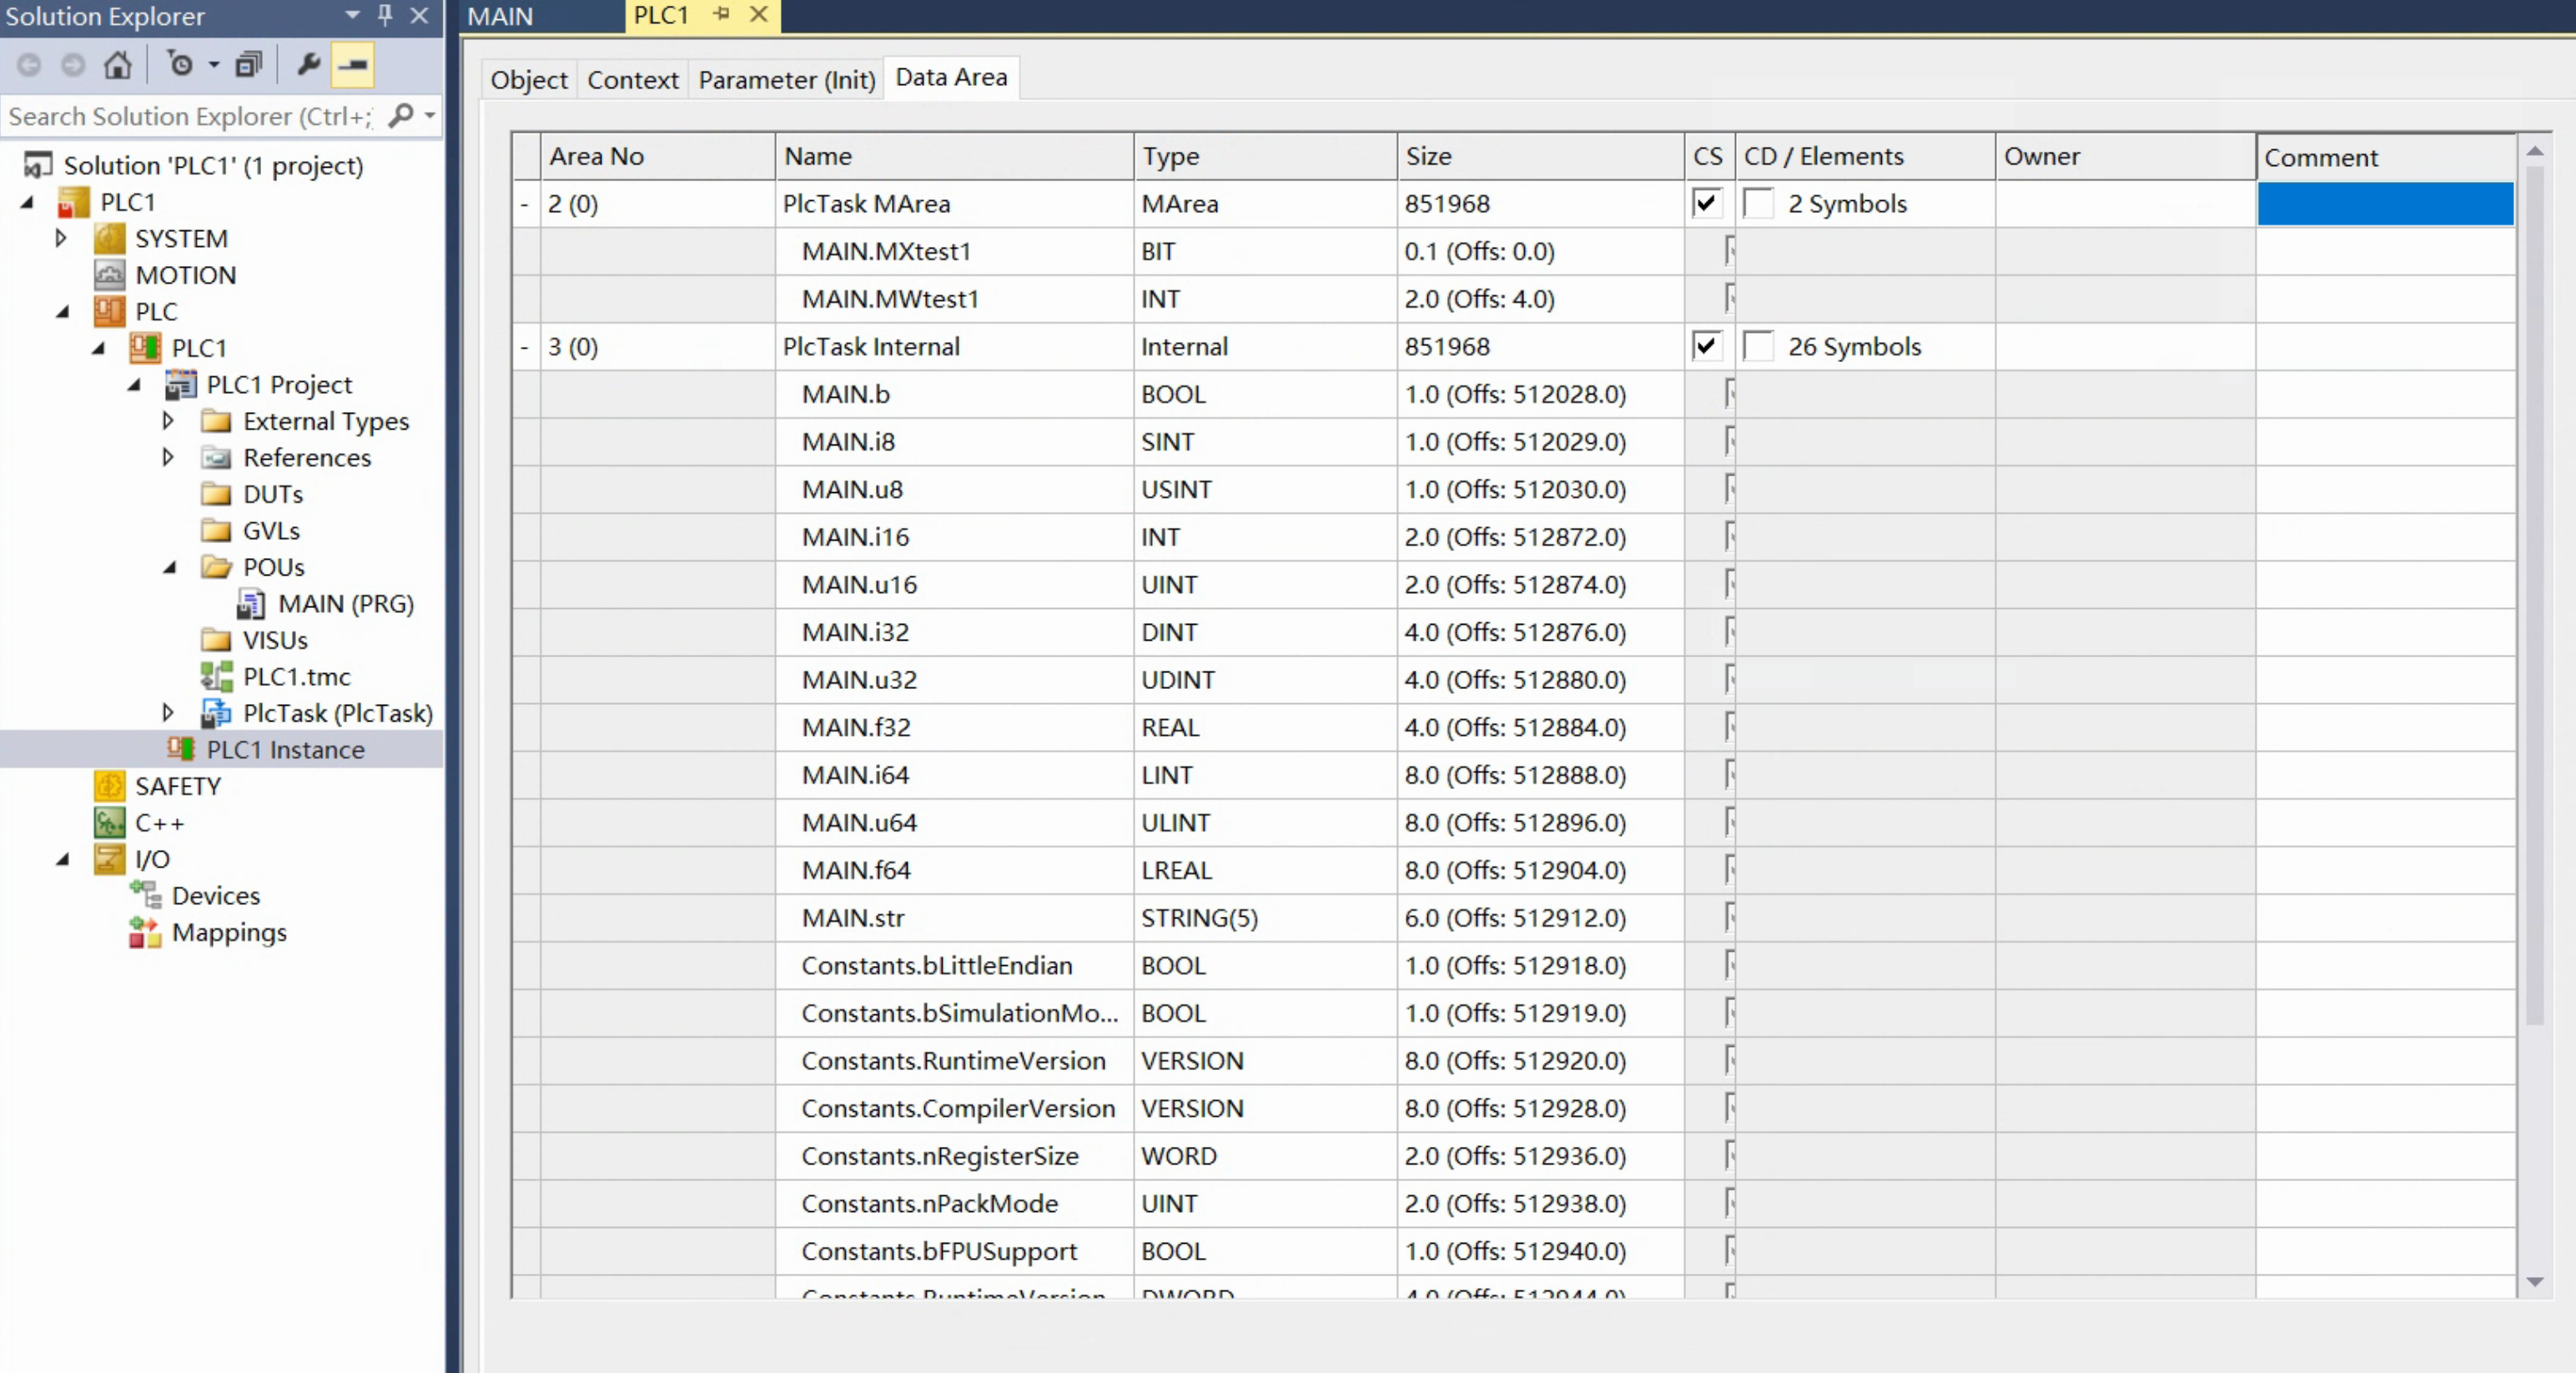 Solution Explorer
Search Solution Explorer (Ctrl+;
Solution 'PLC1' (1 project)
PLC1
SYSTEM
MOTION
PLC
PLC1
PLC1 Project
External Types
References
DUTs
GVLs
POUs
MAIN (PRG)
VISUs
PLC1.tmc
PlcTask (PlcTask)
PLC1 Instance
SAFETY
C++
I/O
Devices
Mappings
MAIN PLC1
Object Context Parameter (Init) Data Area
Area No Name Type Size CS CD / Elements Owner Comment
- 2 (0) PlcTask MArea MArea 851968 2 Symbols
MAIN.MXtest1 BIT 0.1 (Offs: 0.0)
MAIN.MWtest1 INT 2.0 (Offs: 4.0)
- 3 (0) PlcTask Internal Internal 851968 26 Symbols
MAIN.b BOOL 1.0 (Offs: 512028.0)
MAIN.i8 SINT 1.0 (Offs: 512029.0)
MAIN.u8 USINT 1.0 (Offs: 512030.0)
MAIN.i16 INT 2.0 (Offs: 512872.0)
MAIN.u16 UINT 2.0 (Offs: 512874.0)
MAIN.i32 DINT 4.0 (Offs: 512876.0)
MAIN.u32 UDINT 4.0 (Offs: 512880.0)
MAIN.f32 REAL 4.0 (Offs: 512884.0)
MAIN.i64 LINT 8.0 (Offs: 512888.0)
MAIN.u64 ULINT 8.0 (Offs: 512896.0)
MAIN.f64 LREAL 8.0 (Offs: 512904.0)
MAIN.str STRING(5) 6.0 (Offs: 512912.0)
Constants.bLittleEndian BOOL 1.0 (Offs: 512918.0)
Constants.bSimulationMo... BOOL 1.0 (Offs: 512919.0)
Constants.RuntimeVersion VERSION 8.0 (Offs: 512920.0)
Constants.CompilerVersion VERSION 8.0 (Offs: 512928.0)
Constants.nRegisterSize WORD 2.0 (Offs: 512936.0)
Constants.nPackMode UINT 2.0 (Offs: 512938.0)
Constants.bFPUSupport BOOL 1.0 (Offs: 512940.0)
Constants.RuntimeVersion DWORD 4.0 (Offs: 512944.0)